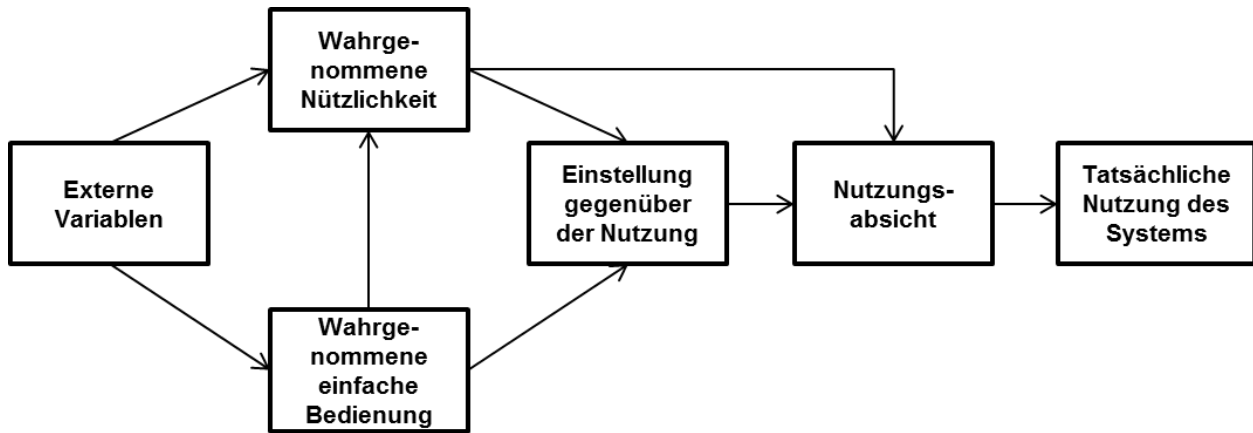 Wahrge-
nommene
Nützlichkeit
Externe
Variablen
Einstellung
gegenüber
der Nutzung
Nutzungs-
absicht
Tatsächliche
Nutzung des
Systems
Wahrge-
nommene
einfache
Bedienung